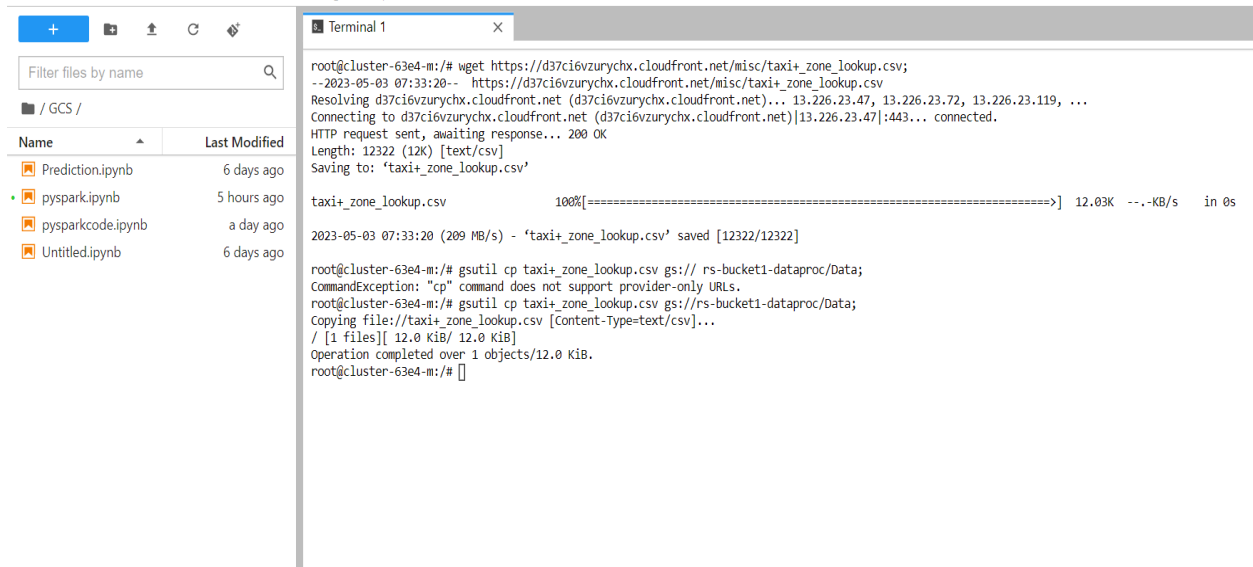 Filter files by name
/ GCS /
Name Last Modified
Prediction.ipynb 6 days ago
pyspark.ipynb 5 hours ago
pysparkcode.ipynb a day ago
Untitled.ipynb 6 days ago
Terminal 1
root@cluster-63e4-m:/# wget https://d37ci6vzurychx.cloudfront.net/misc/taxi+_zone_lookup.csv;
--2023-05-03 07:33:20-- https://d37ci6vzurychx.cloudfront.net/misc/taxi+_zone_lookup.csv
Resolving d37ci6vzurychx.cloudfront.net (d37ci6vzurychx.cloudfront.net)... 13.226.23.47, 13.226.23.72, 13.226.23.119, ...
Connecting to d37ci6vzurychx.cloudfront.net (d37ci6vzurychx.cloudfront.net)|13.226.23.47|:443... connected.
HTTP request sent, awaiting response... 200 OK
Length: 12322 (12K) [text/csv]
Saving to: ‘taxi+_zone_lookup.csv’
taxi+_zone_lookup.csv 100%[==========================================================================>] 12.03K --.-KB/s in 0s
2023-05-03 07:33:20 (209 MB/s) - ‘taxi+_zone_lookup.csv’ saved [12322/12322]
root@cluster-63e4-m:/# gsutil cp taxi+_zone_lookup.csv gs:// rs-bucket1-dataproc/Data;
CommandException: "cp" command does not support provider-only URLs.
root@cluster-63e4-m:/# gsutil cp taxi+_zone_lookup.csv gs://rs-bucket1-dataproc/Data;
Copying file://taxi+_zone_lookup.csv [Content-Type=text/csv]...
/ [1 files][ 12.0 KiB/ 12.0 KiB]
Operation completed over 1 objects/12.0 KiB.
root@cluster-63e4-m:/#